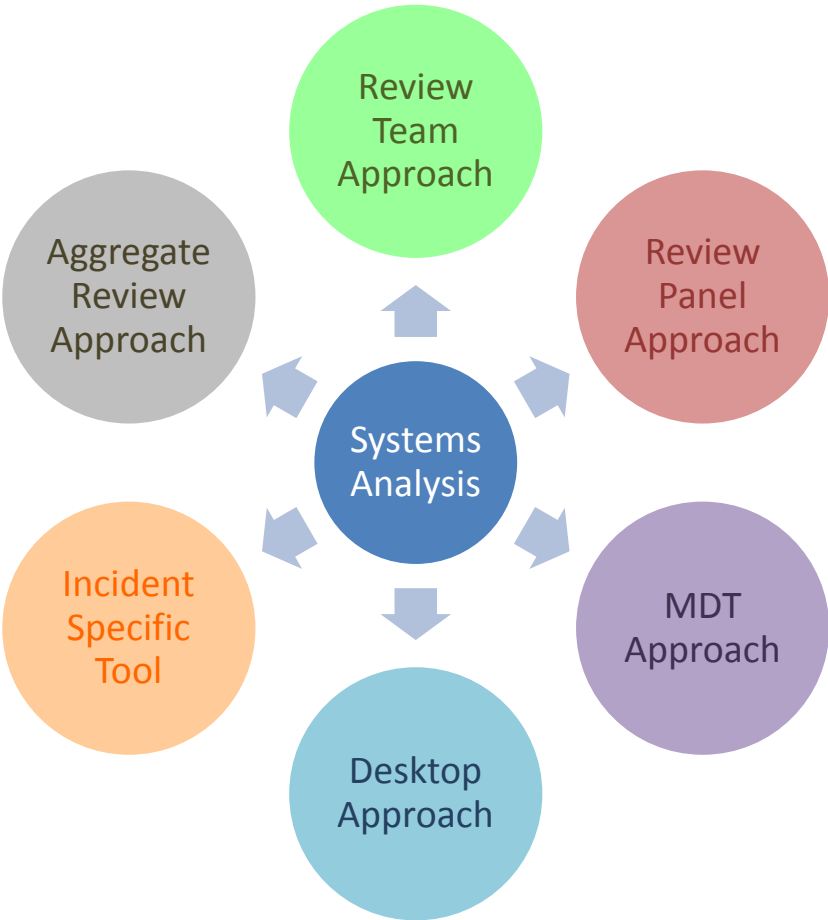 Review
Team
Approach
Review
Panel
Approach
MDT
Approach
Desktop
Approach
Incident
Specific
Tool
Aggregate
Review
Approach
Systems
Analysis